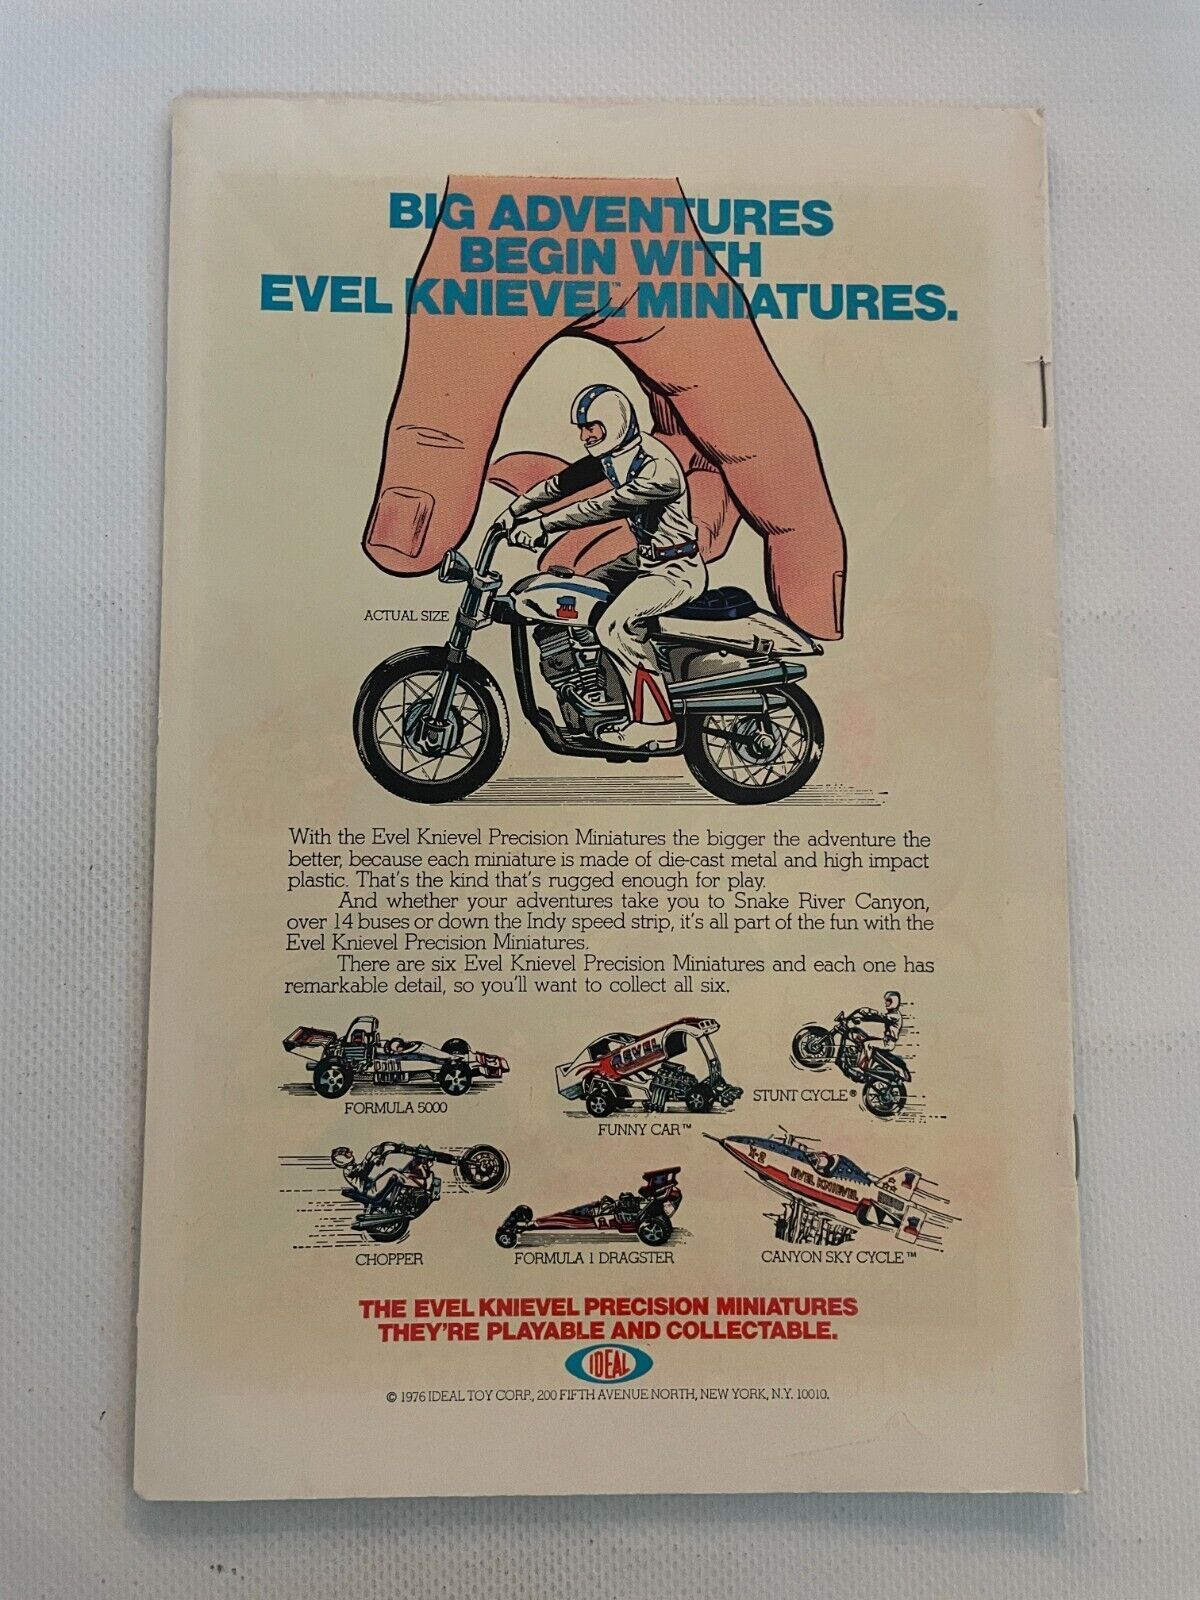 BIG ADVENTURES
BEGIN WITH
EVEL KNIEVEL™ MINIATURES.
ACTUAL SIZE
With the Evel Knievel Precision Miniatures the bigger the adventure the
better, because each miniature is made of die-cast metal and high impact
plastic. That's the kind that's rugged enough for play.
And whether your adventures take you to Snake River Canyon,
over 14 buses or down the Indy speed strip, it's all part of the fun with the
Evel Knievel Precision Miniatures.
There are six Evel Knievel Precision Miniatures and each one has
remarkable detail, so you'll want to collect all six.
FORMULA 5000
EVEL
FUNNY CAR™
STUNT CYCLE®
CHOPPER
FORMULA 1 DRAGSTER
X-2
EVEL KNIEVEL
CANYON SKY CYCLE™
THE EVEL KNIEVEL PRECISION MINIATURES
THEY'RE PLAYABLE AND COLLECTABLE.
IDEAL
© 1976 IDEAL TOY CORP., 200 FIFTH AVENUE NORTH, NEW YORK, N.Y. 10010.